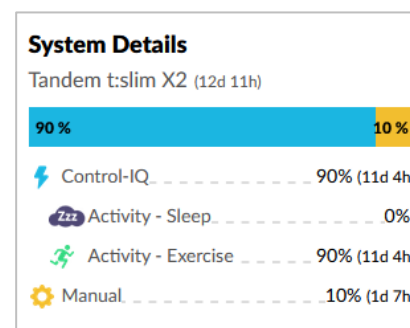 System Details
Tandem t:slim X2 (12d 11h)
90 % 10 %
Control-IQ 90% (11d 4h
Zzz Activity - Sleep 0%
Activity - Exercise 90% (11d 4h
Manual 10% (1d 7h